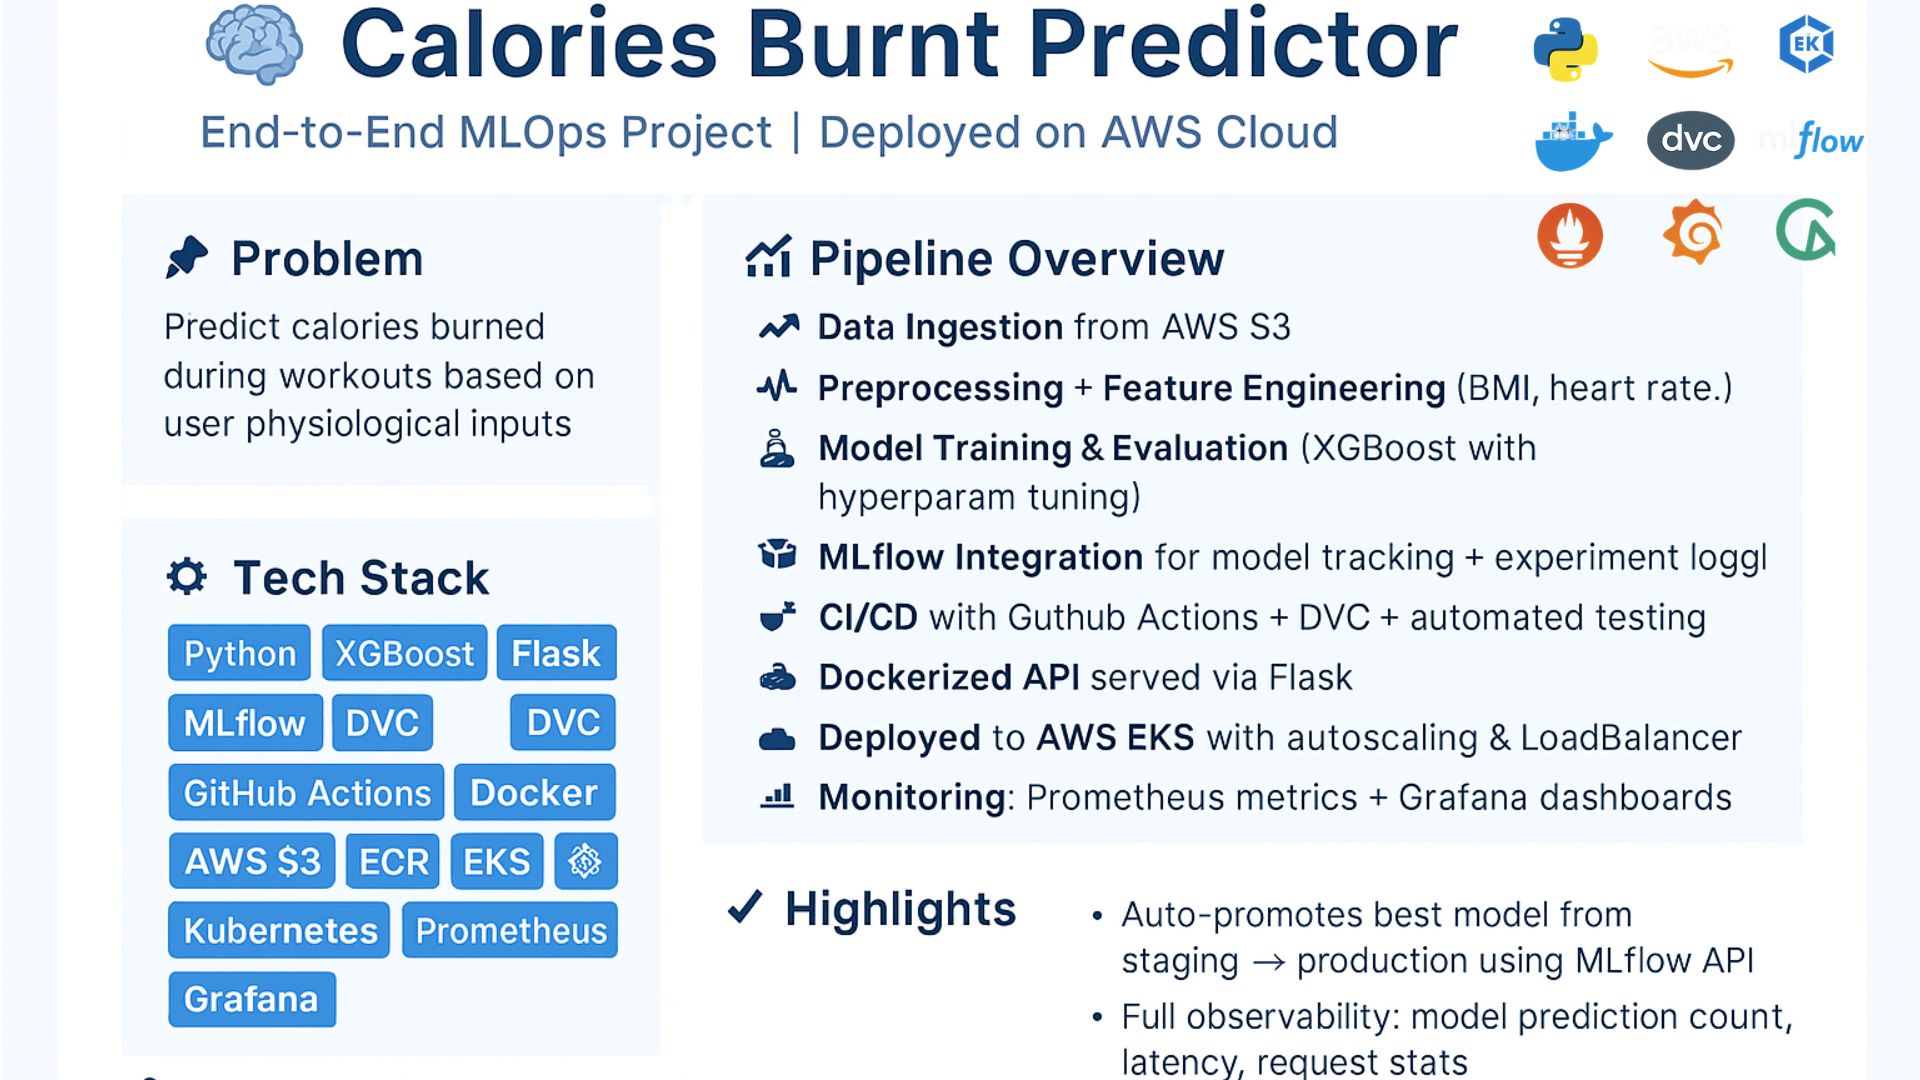 Calories Burnt Predictor
End-to-End MLOps Project | Deployed on AWS Cloud
aws
EK
dvc
mlflow
Problem
Predict calories burned
during workouts based on
user physiological inputs
Tech Stack
Python XGBoost Flask
MLflow DVC DVC
GitHub Actions Docker
AWS $3 ECR EKS
Kubernetes Prometheus
Grafana
Pipeline Overview
Data Ingestion from AWS S3
Preprocessing + Feature Engineering (BMI, heart rate.)
Model Training & Evaluation (XGBoost with
hyperparam tuning)
MLflow Integration for model tracking + experiment loggl
CI/CD with Guthub Actions + DVC + automated testing
Dockerized API served via Flask
Deployed to AWS EKS with autoscaling & LoadBalancer
Monitoring: Prometheus metrics + Grafana dashboards
Highlights
• Auto-promotes best model from
staging → production using MLflow API
• Full observability: model prediction count,
latency, request stats